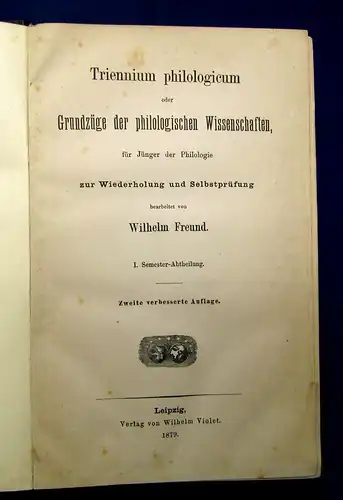 Triennium philologicum
oder
Grundzüge der philologischen Wissenschaften,
für Jünger der Philologie
zur Wiederholung und Selbstprüfung
bearbeitet von
Wilhelm Freund.
I. Semester-Abtheilung.
Zweite verbesserte Auflage.
Leipzig,
Verlag von Wilhelm Violet.
1879.